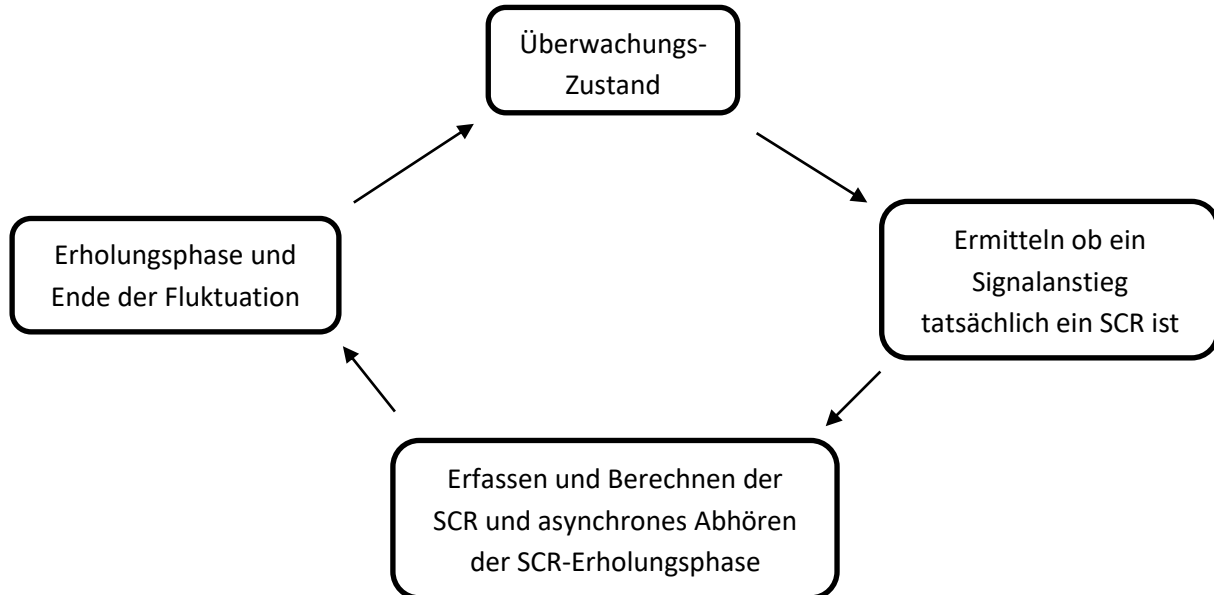 Überwachungs-
Zustand
Ermitteln ob ein
Signalanstieg
tatsächlich ein SCR ist
Erfassen und Berechnen der
SCR und asynchrones Abhören
der SCR-Erholungsphase
Erholungsphase und
Ende der Fluktuation